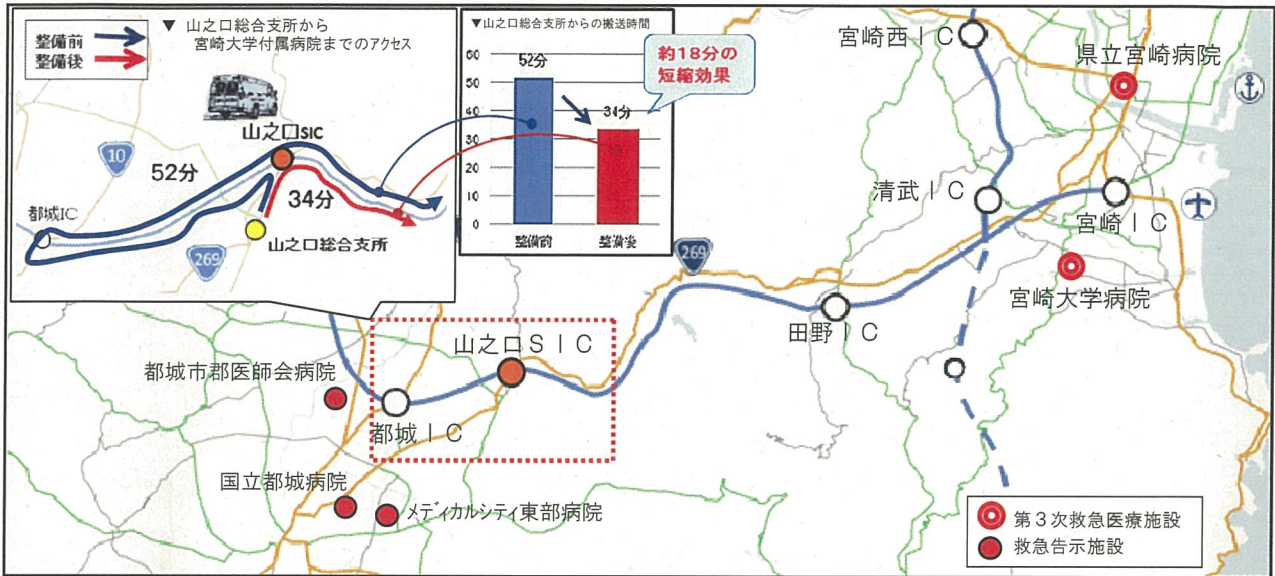 整備前
整備後
▼ 山之口総合支所から
宮崎大学付属病院までのアクセス
山之口SIC
10
52分
34分
都城IC
山之口総合支所
269
▼山之口総合支所からの搬送時間
60
50
40
30
20
10
0
52分
34分
整備前
整備後
約18分の
短縮効果
宮崎西IC
県立宮崎病院
清武IC
宮崎IC
269
宮崎大学病院
田野IC
山之口SIC
都城市郡医師会病院
都城IC
国立都城病院
メディカルシティ東部病院
第3次救急医療施設
救急告示施設